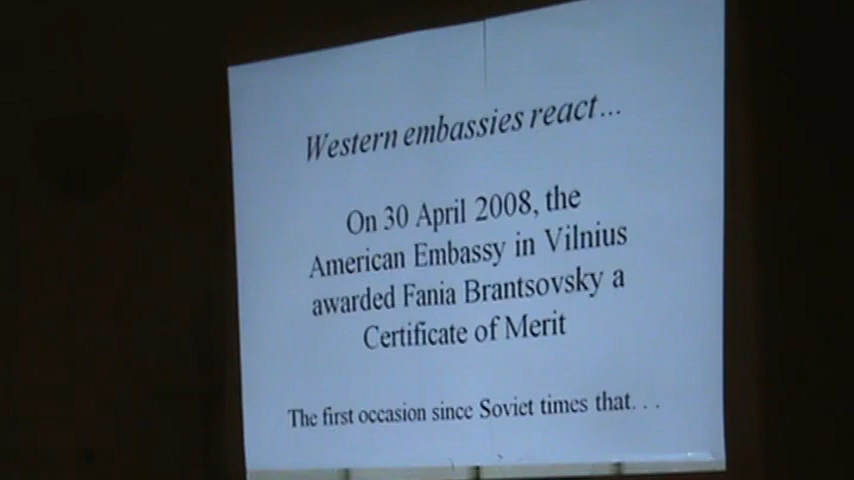 Western embassies react...
On 30 April 2008, the
American Embassy in Vilnius
awarded Fania Brantsovsky a
Certificate of Merit
The first occasion since Soviet times that. . .